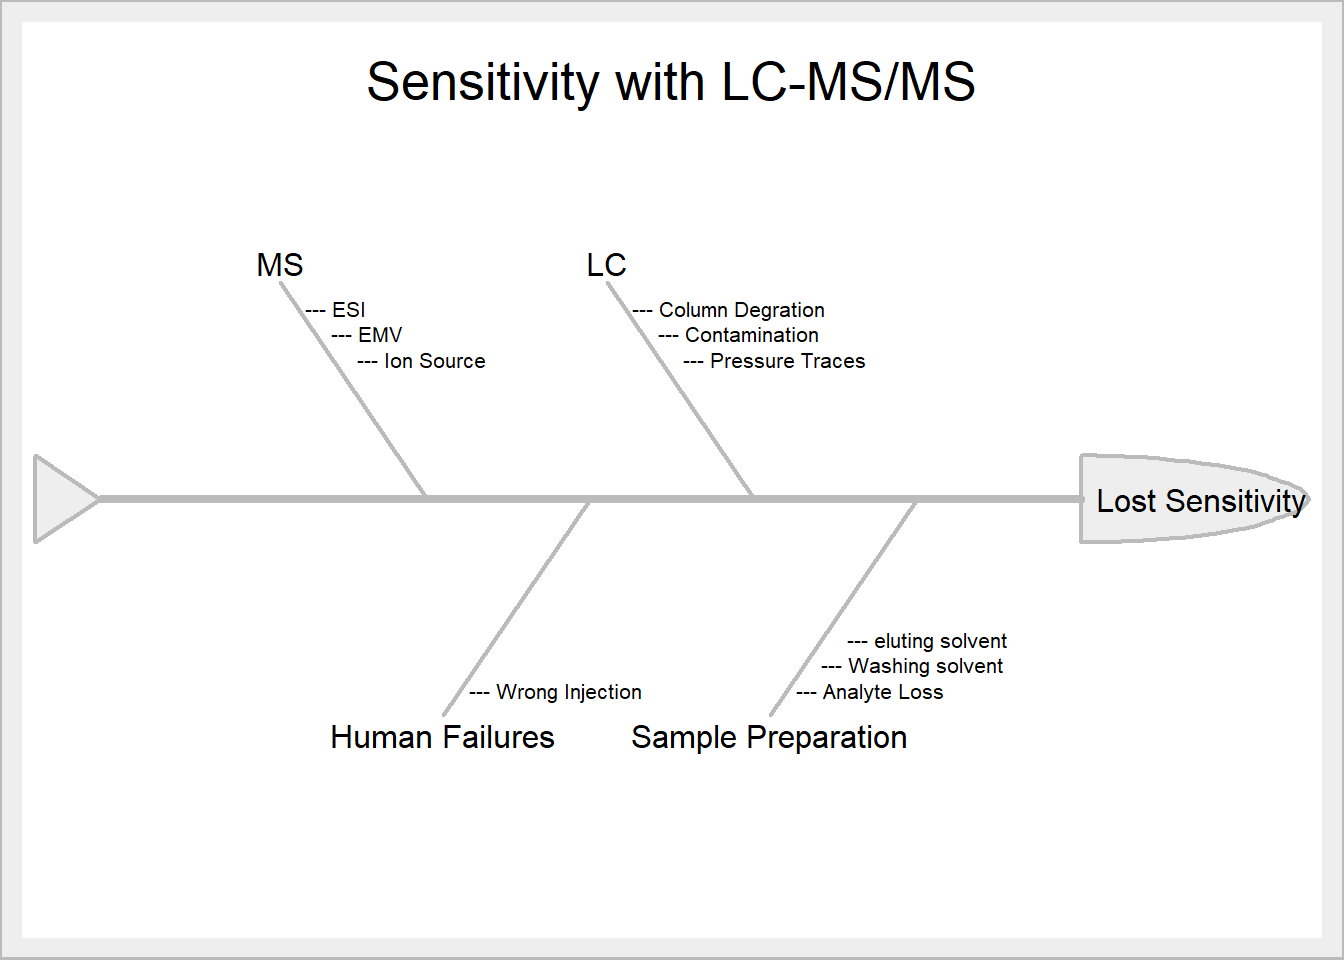 Sensitivity with LC-MS/MS
MS
--- ESI
--- EMV
--- Ion Source
LC
--- Column Degration
--- Contamination
--- Pressure Traces
Lost Sensitivity
--- Wrong Injection
Human Failures
--- eluting solvent
--- Washing solvent
--- Analyte Loss
Sample Preparation